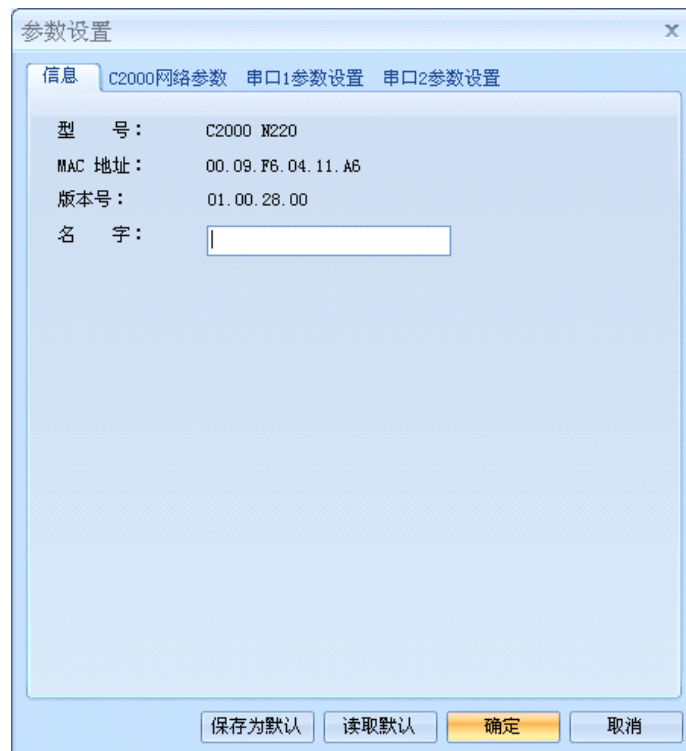 参数设置
信息 C2000网络参数 串口1参数设置 串口2参数设置
型 号： C2000 N220
MAC 地址： 00.09.F6.04.11.A6
版本号： 01.00.28.00
名 字：
保存为默认 读取默认 确定 取消